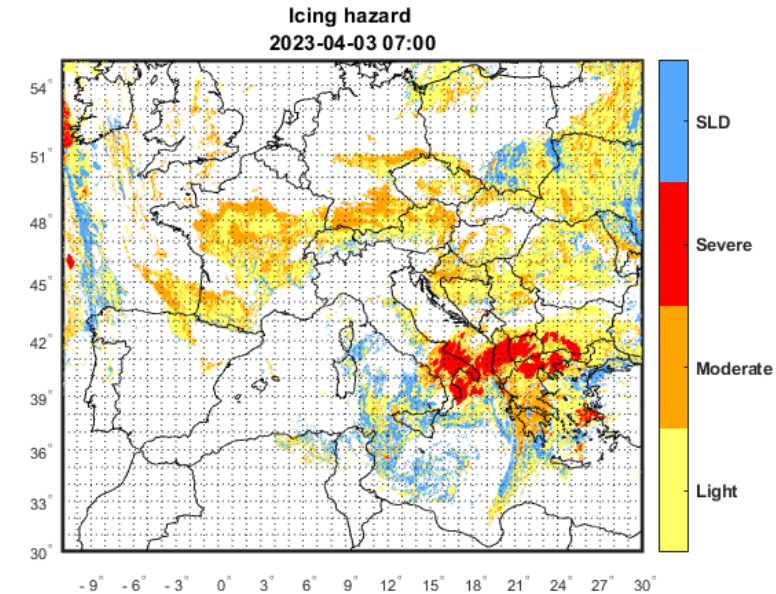 Icing hazard
2023-04-03 07:00
54°
51°
48°
45°
42°
39°
36°
33°
30°
- 9° - 6° - 3° 0° 3° 6° 9° 12° 15° 18° 21° 24° 27° 30°
SLD
Severe
Moderate
Light